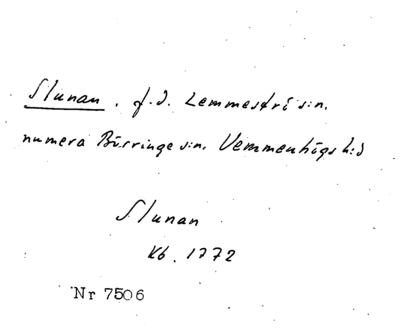 Slunan. f.d. Lemmeströ s:n.
numera Börringe s:n. Vemmenhögs h:d
Slunan
Kb. 1772
Nr 7506